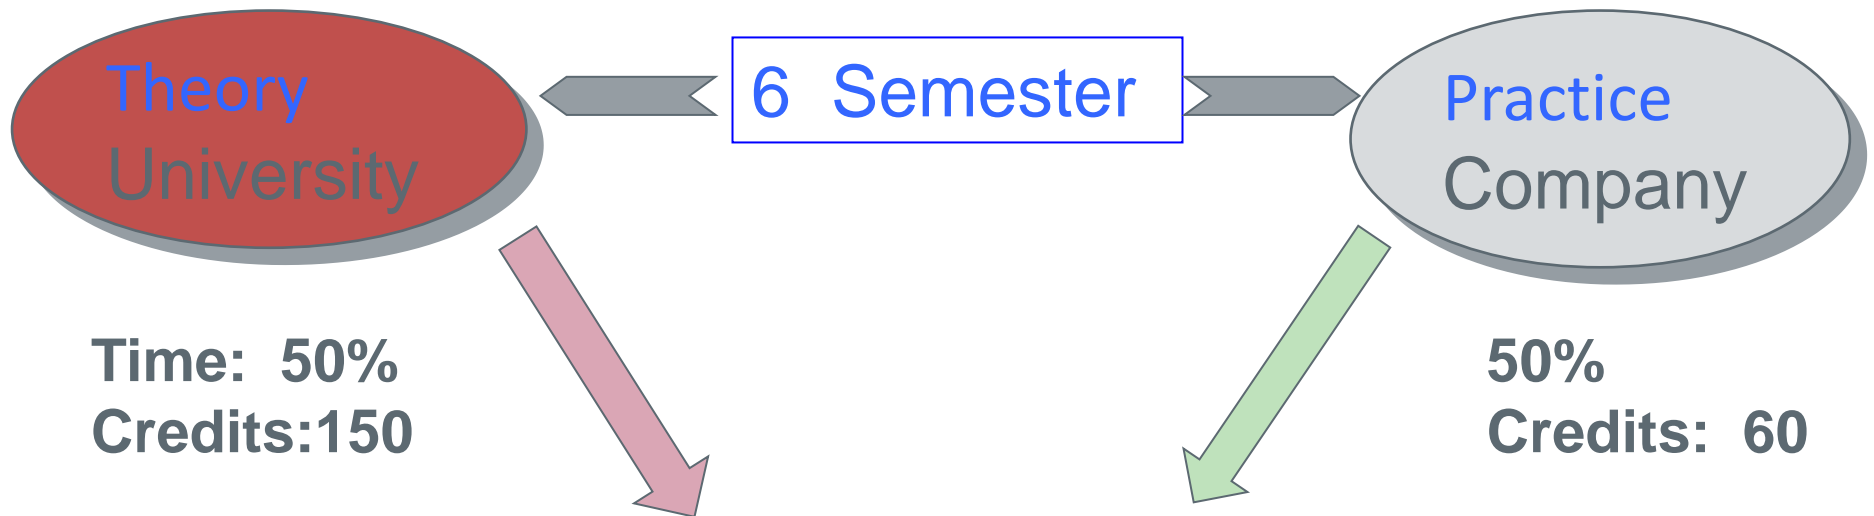 Theory
University
6 Semester
Practice
Company
Time: 50%
Credits:150
50%
Credits: 60